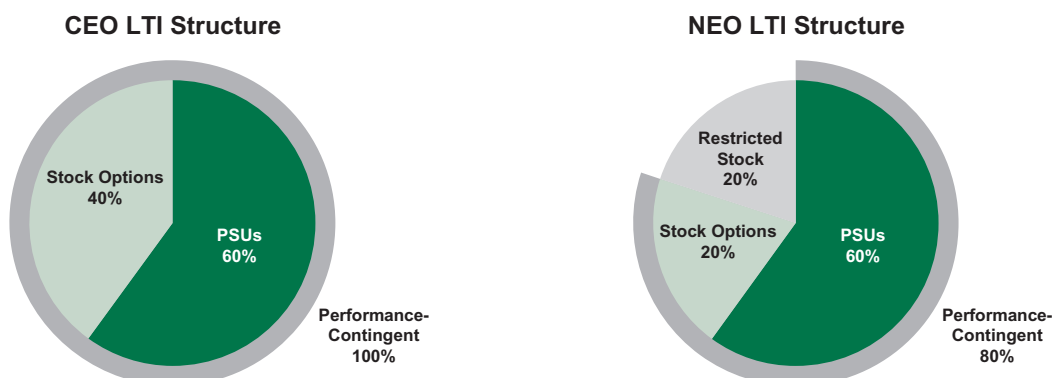 CEO LTI Structure
Stock Options
40%
PSUs
60%
Performance-
Contingent
100%
NEO LTI Structure
Restricted
Stock
20%
Stock Options
20%
PSUs
60%
Performance-
Contingent
80%